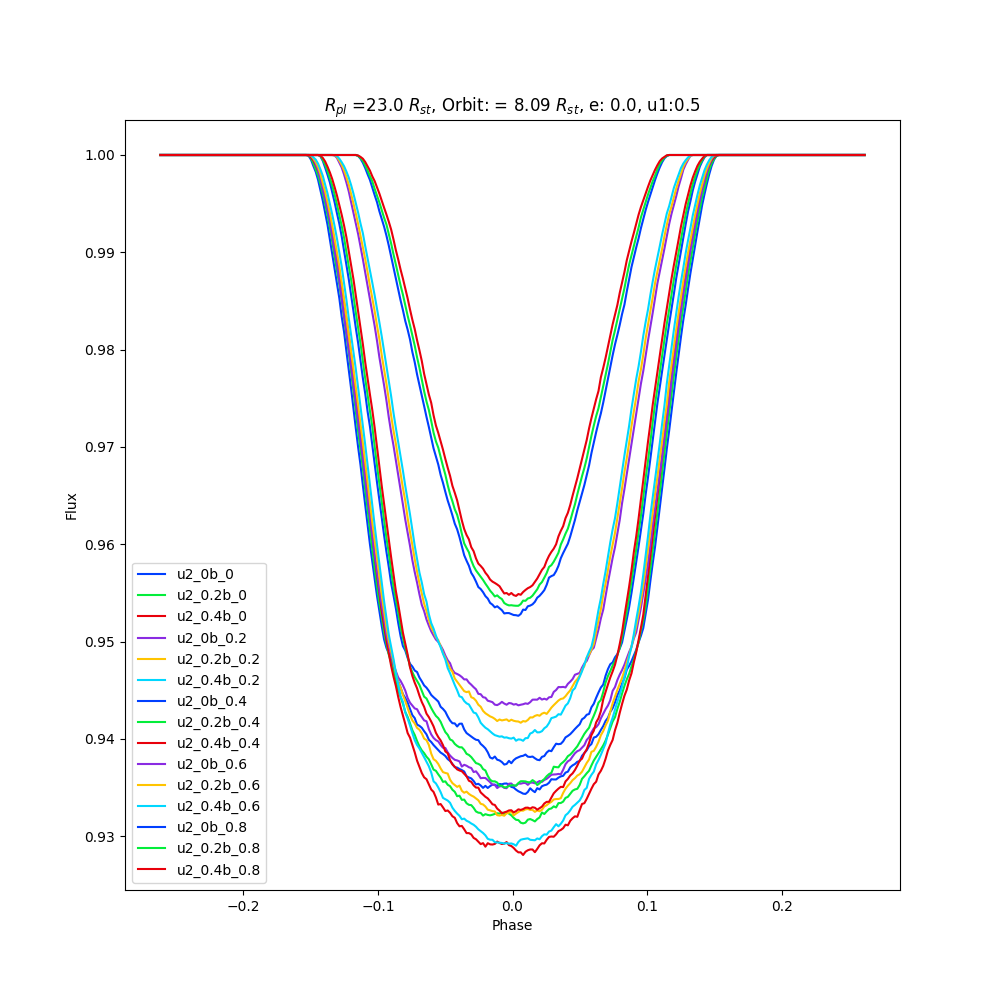 R_pl =23.0 R_st, Orbit: = 8.09 R_st, e: 0.0, u1:0.5
1.00
0.99
0.98
0.97
0.96
0.95
0.94
0.93
Flux
u2_0b_0
u2_0.2b_0
u2_0.4b_0
u2_0b_0.2
u2_0.2b_0.2
u2_0.4b_0.2
u2_0b_0.4
u2_0.2b_0.4
u2_0.4b_0.4
u2_0b_0.6
u2_0.2b_0.6
u2_0.4b_0.6
u2_0b_0.8
u2_0.2b_0.8
u2_0.4b_0.8
−0.2 −0.1 0.0 0.1 0.2
Phase